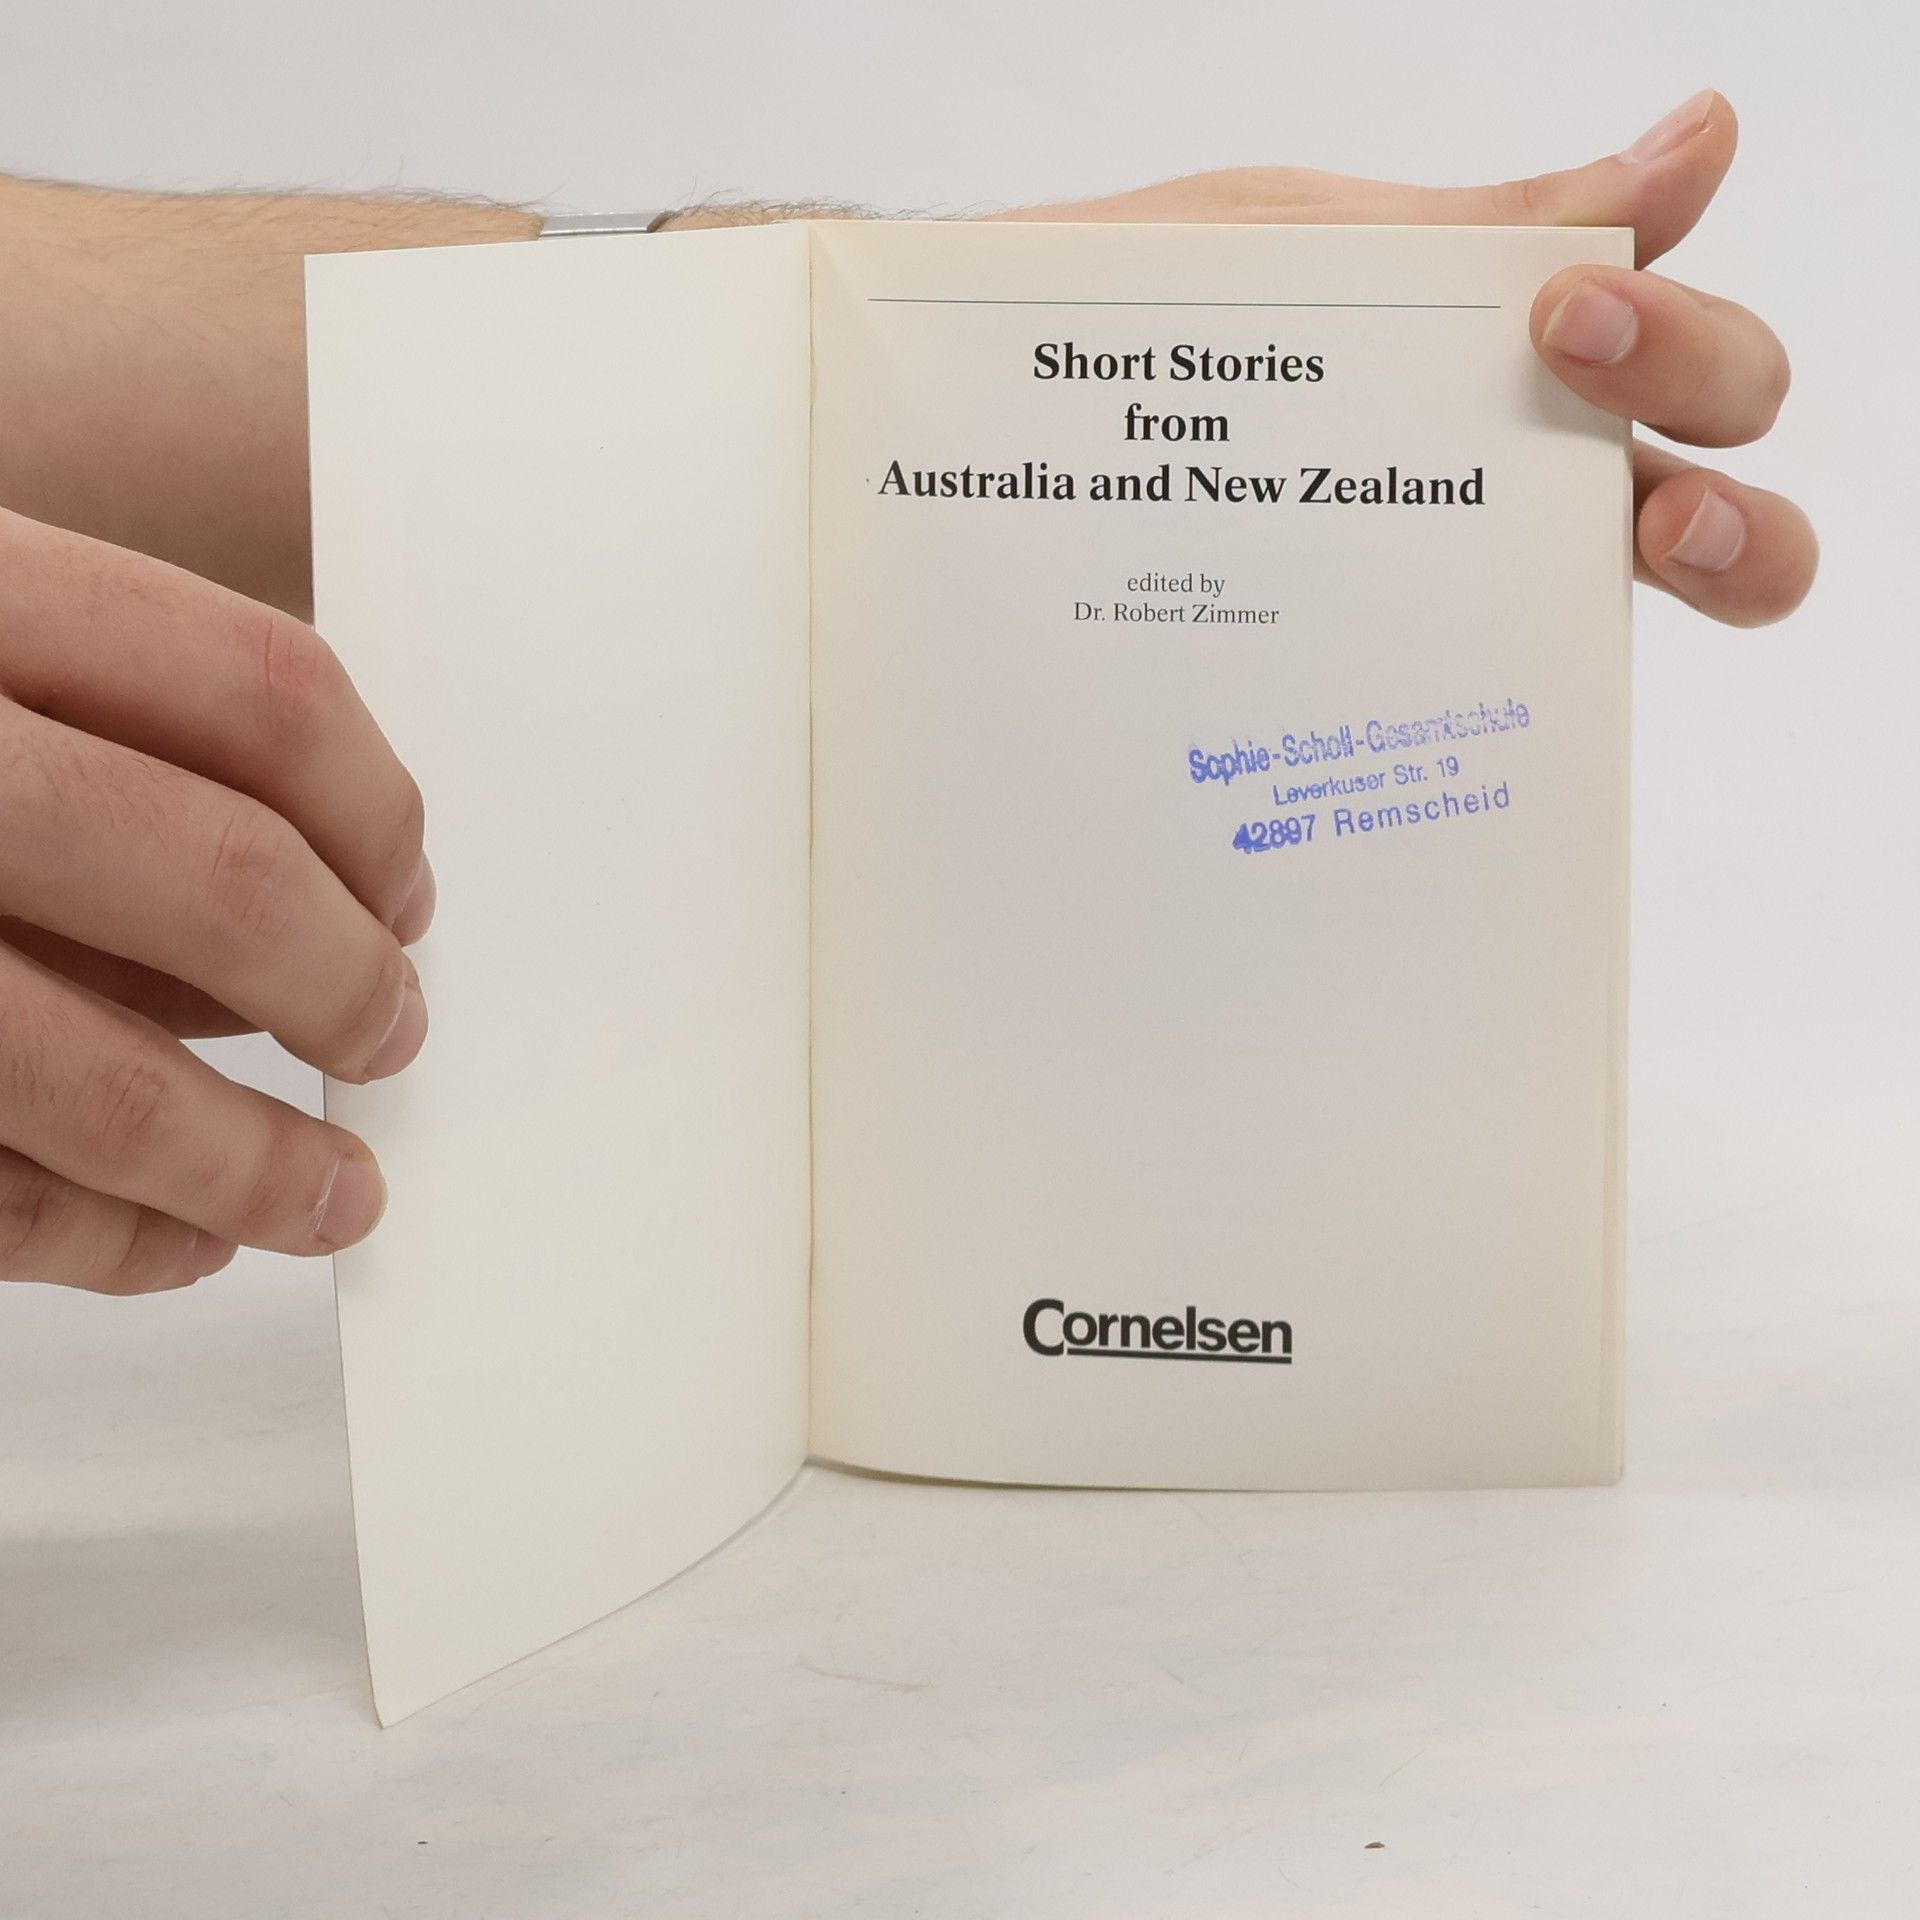 Short Stories
from
Australia and New Zealand
edited by
Dr. Robert Zimmer
Sophie-Scholl-Gesamtschule
Leverkuser Str. 19
42897 Remscheid
Cornelsen